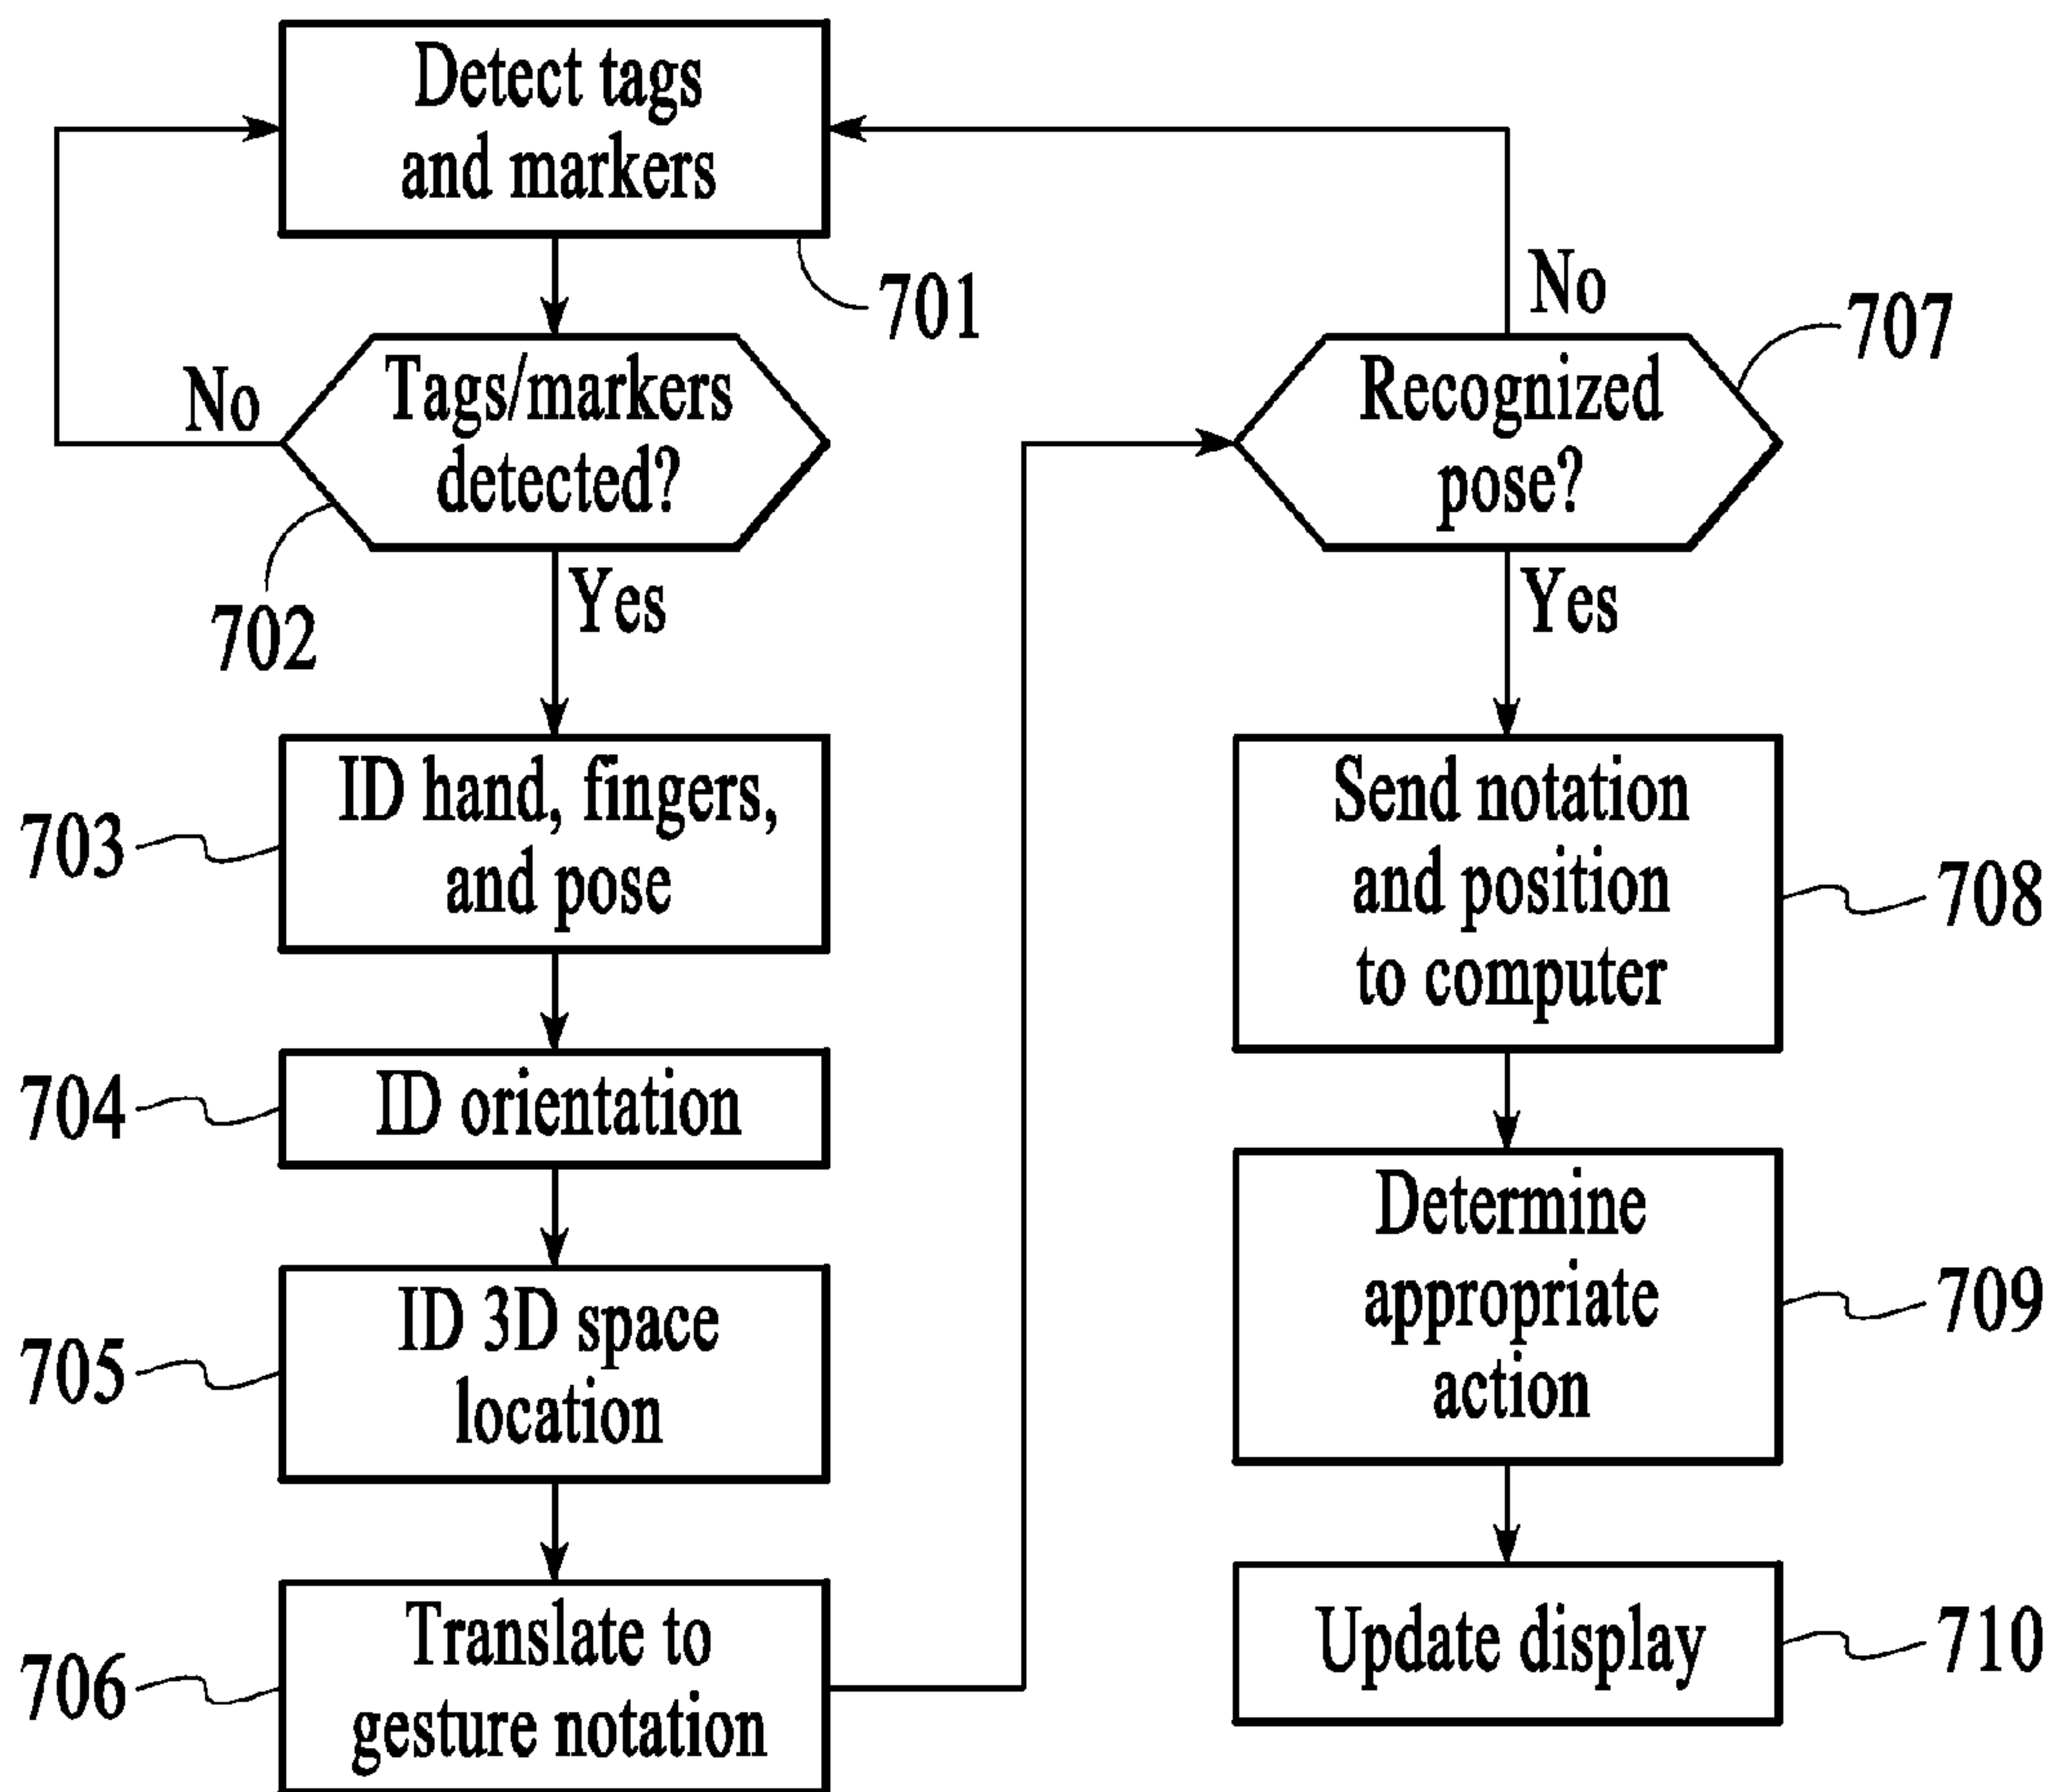 Detect tags
and markers
701
No
Tags/markers
detected?
702
Yes
703
ID hand, fingers,
and pose
704
ID orientation
705
ID 3D space
location
706
Translate to
gesture notation
No
707
Recognized
pose?
Yes
Send notation
and position
to computer
708
Determine
appropriate
action
709
Update display
710